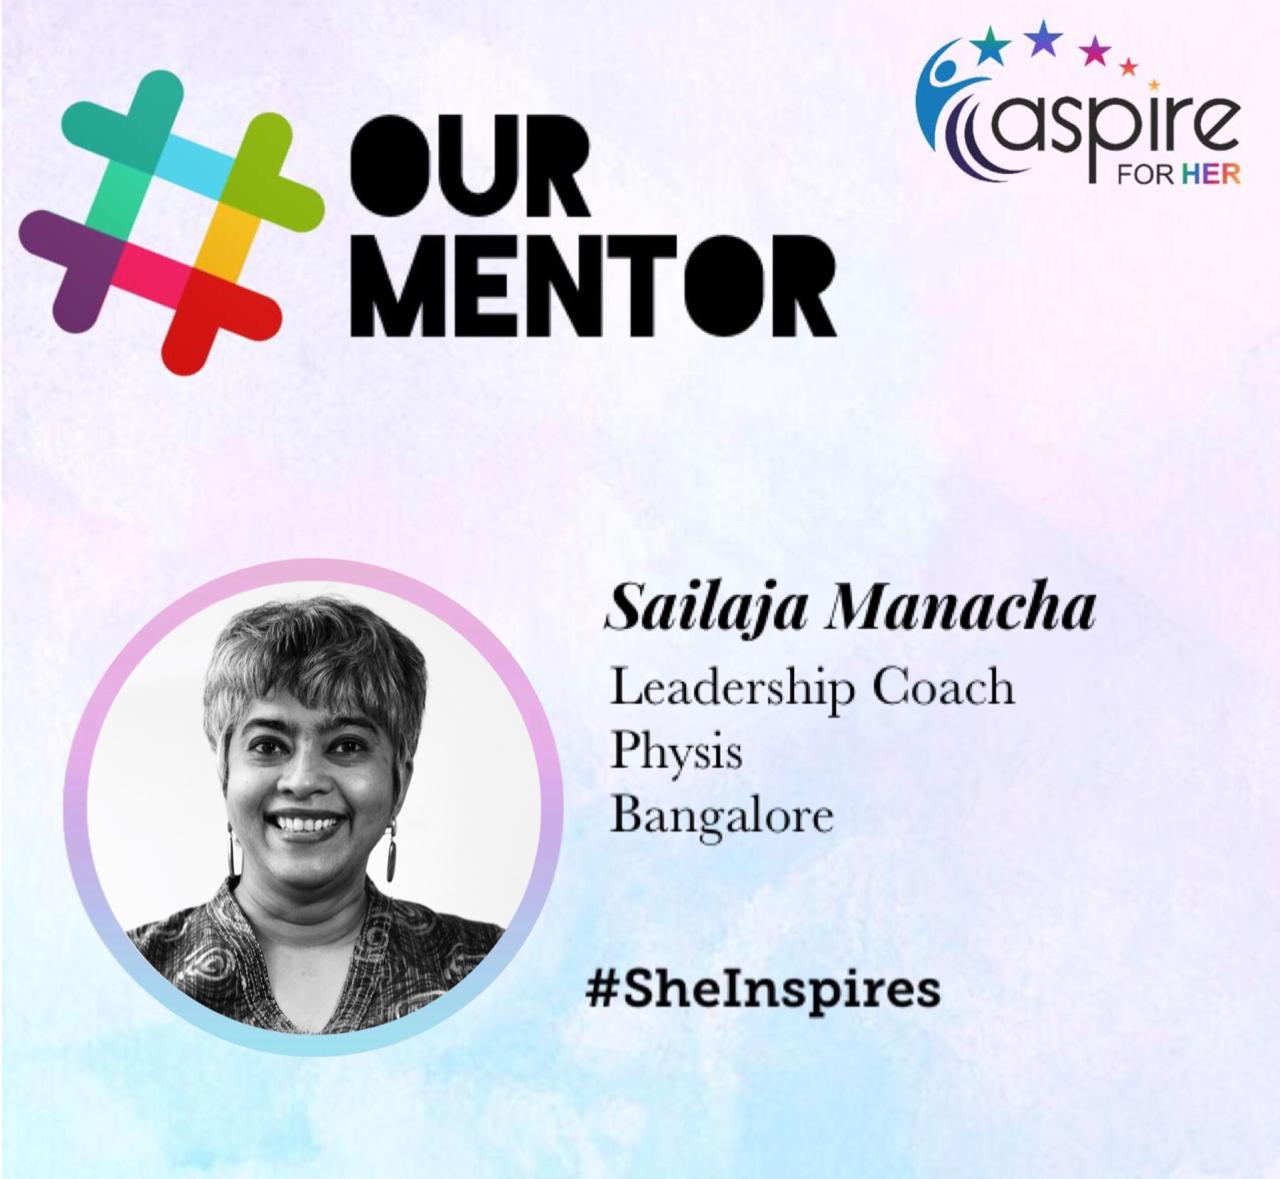 aspire
FOR HER
# OUR
MENTOR
Sailaja Manacha
Leadership Coach
Physis
Bangalore
#SheInspires